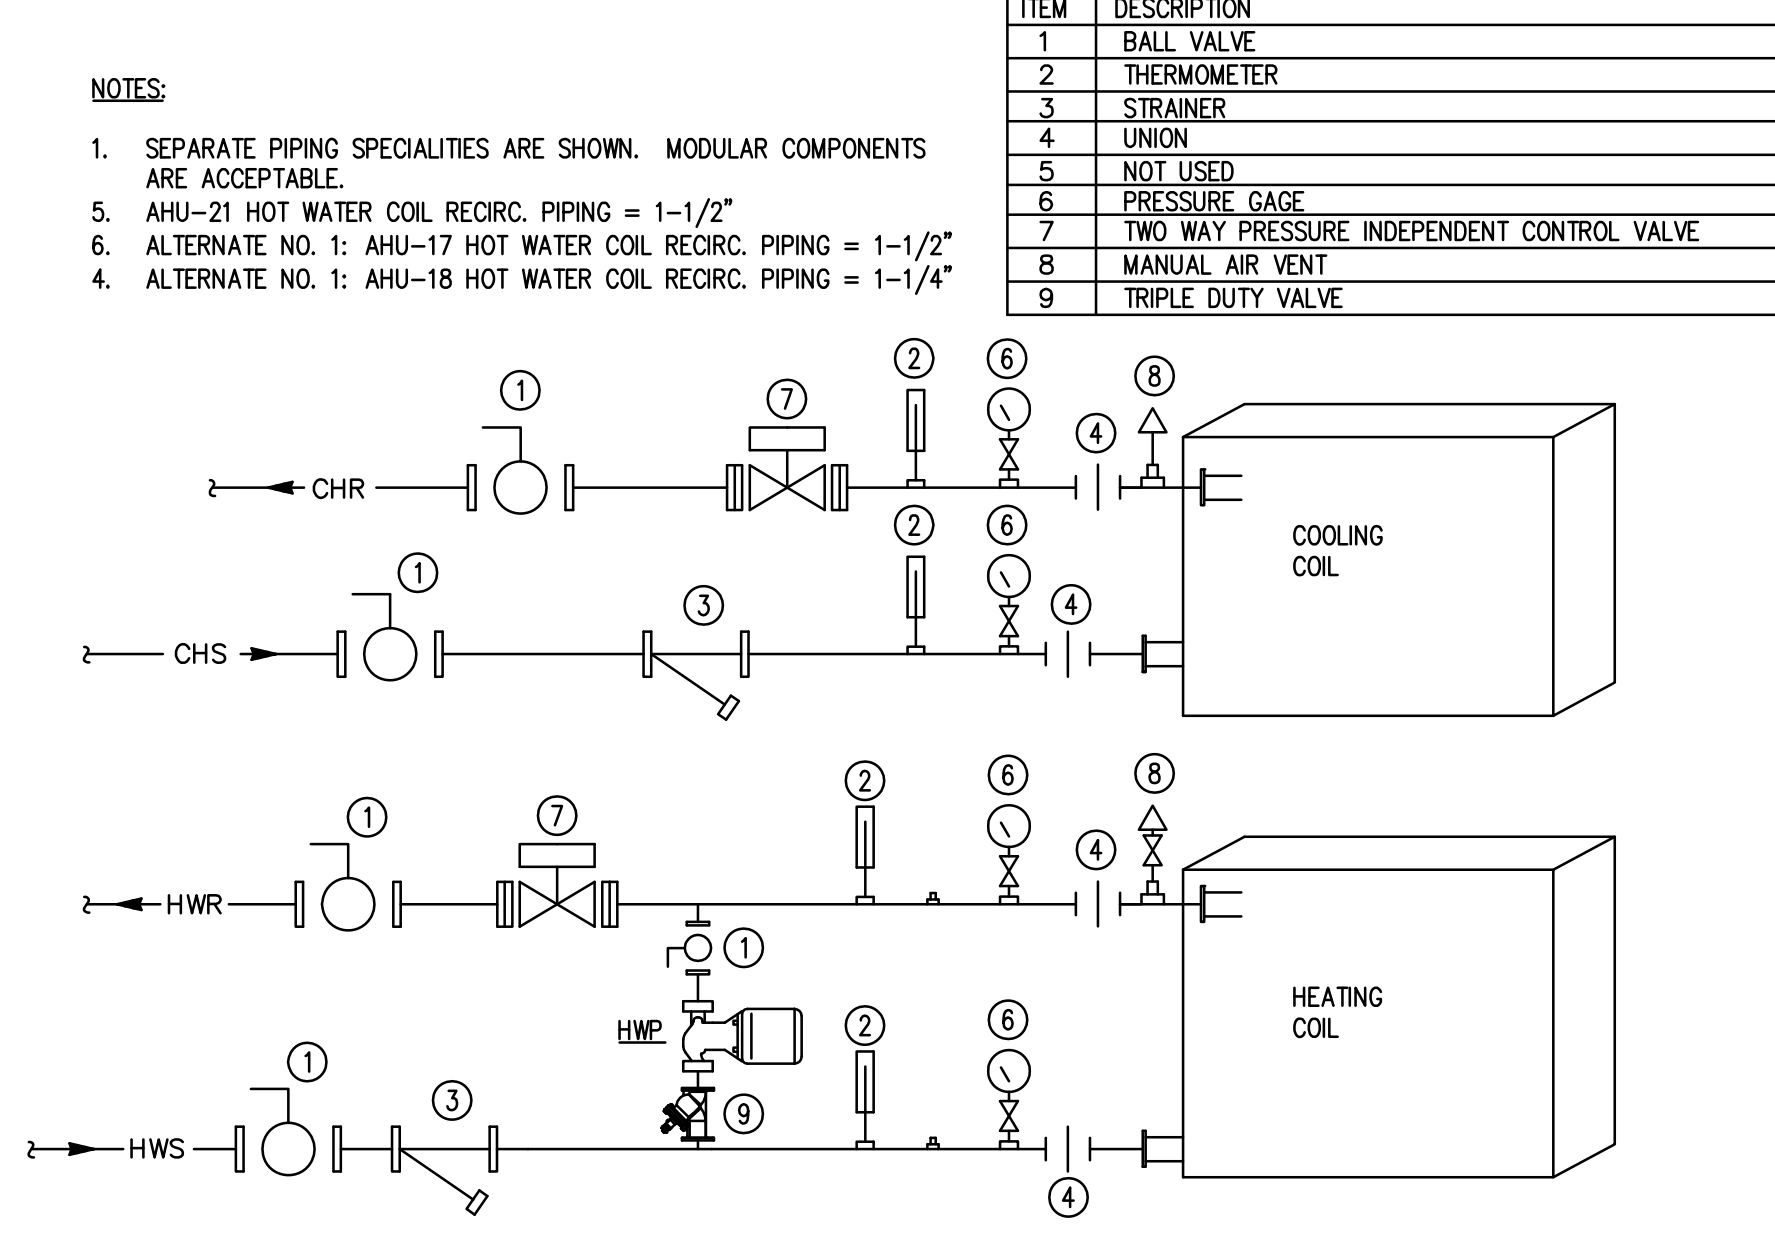 ITEM DESCRIPTION
1 BALL VALVE
2 THERMOMETER
3 STRAINER
4 UNION
5 NOT USED
6 PRESSURE GAGE
7 TWO WAY PRESSURE INDEPENDENT CONTROL VALVE
8 MANUAL AIR VENT
9 TRIPLE DUTY VALVE
NOTES:
1. SEPARATE PIPING SPECIALITIES ARE SHOWN. MODULAR COMPONENTS
ARE ACCEPTABLE.
5. AHU-21 HOT WATER COIL RECIRC. PIPING = 1-1/2"
6. ALTERNATE NO. 1: AHU-17 HOT WATER COIL RECIRC. PIPING = 1-1/2"
4. ALTERNATE NO. 1: AHU-18 HOT WATER COIL RECIRC. PIPING = 1-1/4"
1 7 2 6 4 8
CHR
COOLING
COIL
1 3 2 6 4
CHS
1 7 2 6 4 8
HWR
1
HEATING
COIL
HWP
1 3 9 2 6
HWS
4